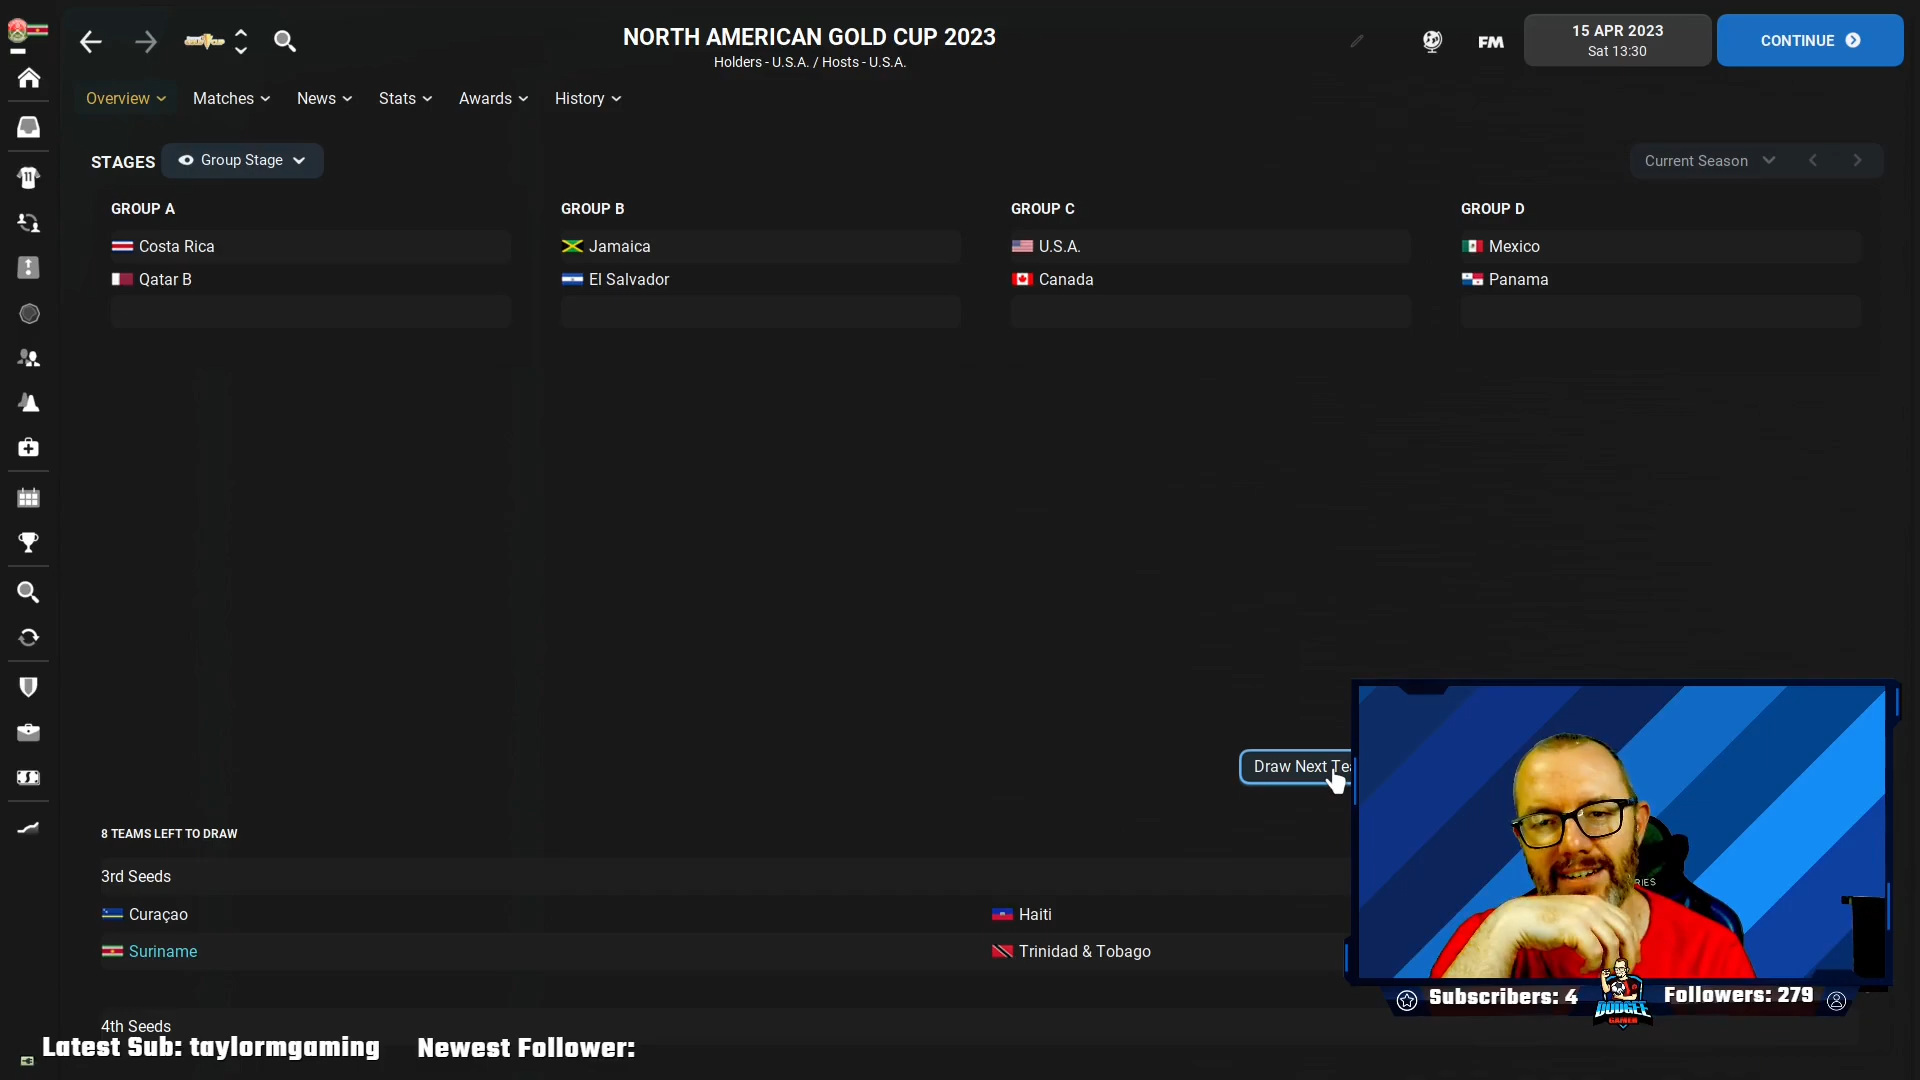 NORTH AMERICAN GOLD CUP 2023
Holders - U.S.A. / Hosts - U.S.A.
FM
15 APR 2023
Sat 13:30
CONTINUE
Overview Matches News Stats Awards History
STAGES Group Stage
Current Season
GROUP A GROUP B GROUP C GROUP D
Costa Rica Jamaica U.S.A. Mexico
Qatar B El Salvador Canada Panama
Draw Next Tea
8 TEAMS LEFT TO DRAW
3rd Seeds
Curaçao Haiti
Suriname Trinidad & Tobago
4th Seeds
RIES
Subscribers: 4
Followers: 279
GAMER
Latest Sub: taylormgaming Newest Follower: